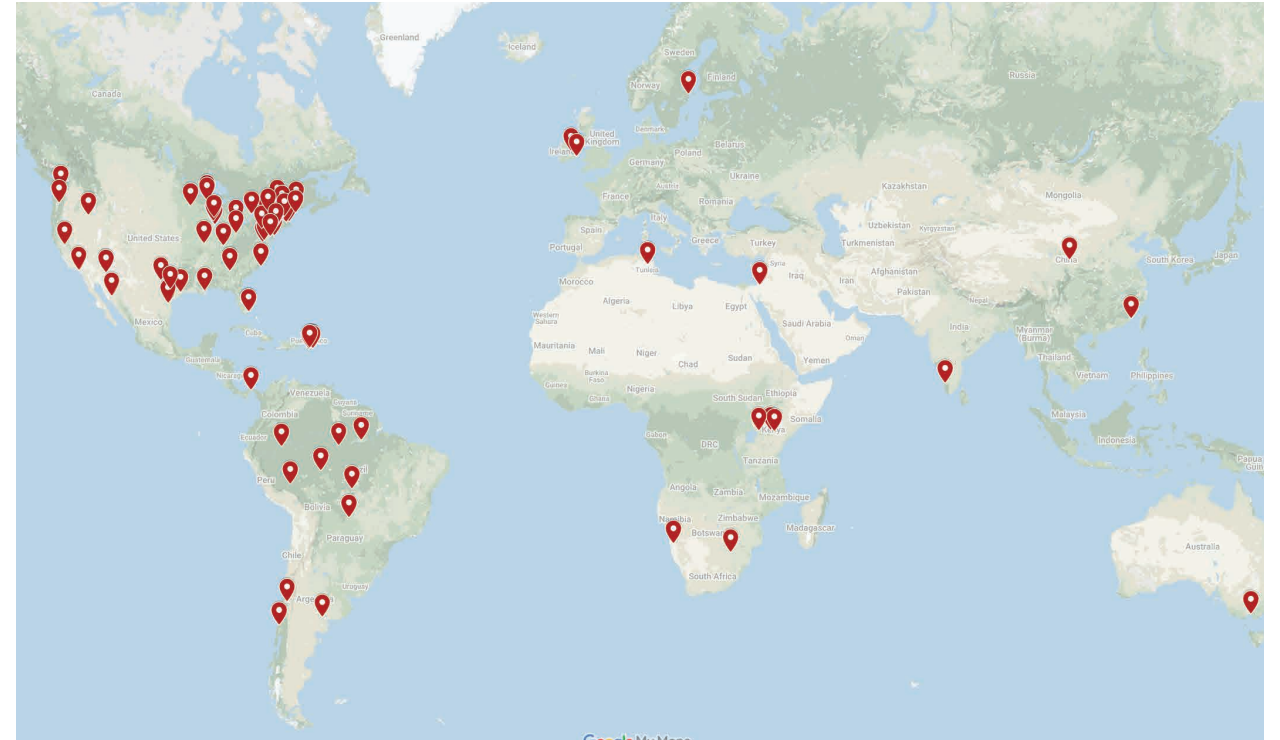 Greenland
Iceland
Sweden
Finland
Norway
Russia
Canada
United
Kingdom
Denmark
Ireland
Belarus
Poland
Germany
Ukraine
Austria
Kazakhstan
Mongolia
France
Romania
Italy
Spain
Uzbekistan
Kyrgyzstan
United States
Portugal
Greece
Turkey
Turkmenistan
China
South Korea
Japan
Tunisia
Syria
Iraq
Iran
Afghanistan
Morocco
Pakistan
Nepal
Algeria
Libya
Egypt
Western
Sahara
Saudi Arabia
India
Mexico
Cuba
Myanmar
(Burma)
Oman
Mauritania
Mali
Niger
Chad
Sudan
Yemen
Thailand
Guatemala
Nicaragua
Burkina
Faso
Vietnam
Philippines
Guinea
Nigeria
Ghana
South Sudan
Ethiopia
Venezuela
Guyana
Suriname
Colombia
Somalia
Malaysia
Kenya
Ecuador
Gabon
DRC
Indonesia
Papua
Tanzania
Peru
Angola
Zambia
Mozambique
Bolivia
Namibia
Zimbabwe
Madagascar
Botswana
Paraguay
Australia
Chile
South Africa
Uruguay